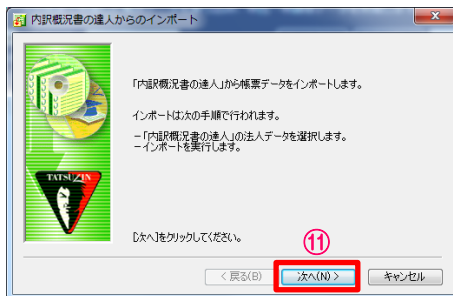 内訳概況書の達人からのインポート
「内訳概況書の達人」から帳票データをインポートします。
インポートは次の手順で行われます。
-「内訳概況書の達人」の法人データを選択します。
-インポートを実行します。
TATSUZIN
[次へ]をクリックしてください。
⑪
< 戻る(B)
次へ(N) >
キャンセル